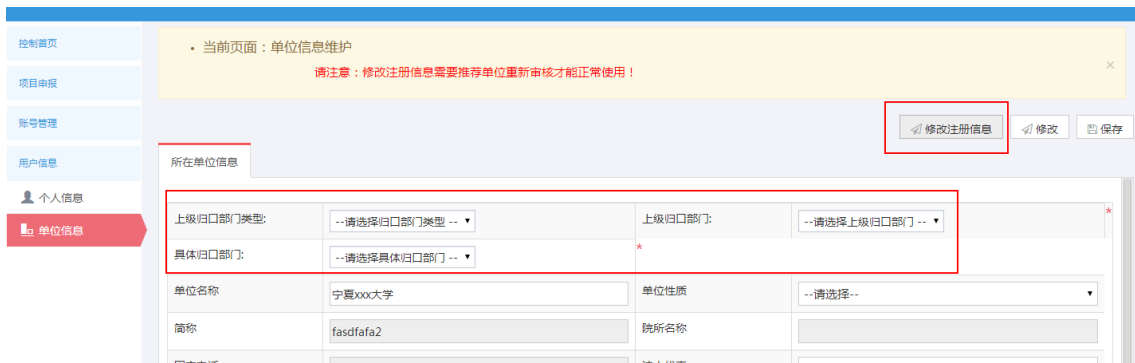 控制首页
项目申报
账号管理
用户信息
个人信息
单位信息
当前页面：单位信息维护
请注意：修改注册信息需要推荐单位重新审核才能正常使用！
×
修改注册信息
修改
保存
所在单位信息
上级归口部门类型:
--请选择归口部门类型 --
上级归口部门:
--请选择上级归口部门 --
*
具体归口部门:
--请选择具体归口部门 --
*
单位名称
宁夏xxx大学
单位性质
--请选择--
简称
fasdfafa2
院所名称